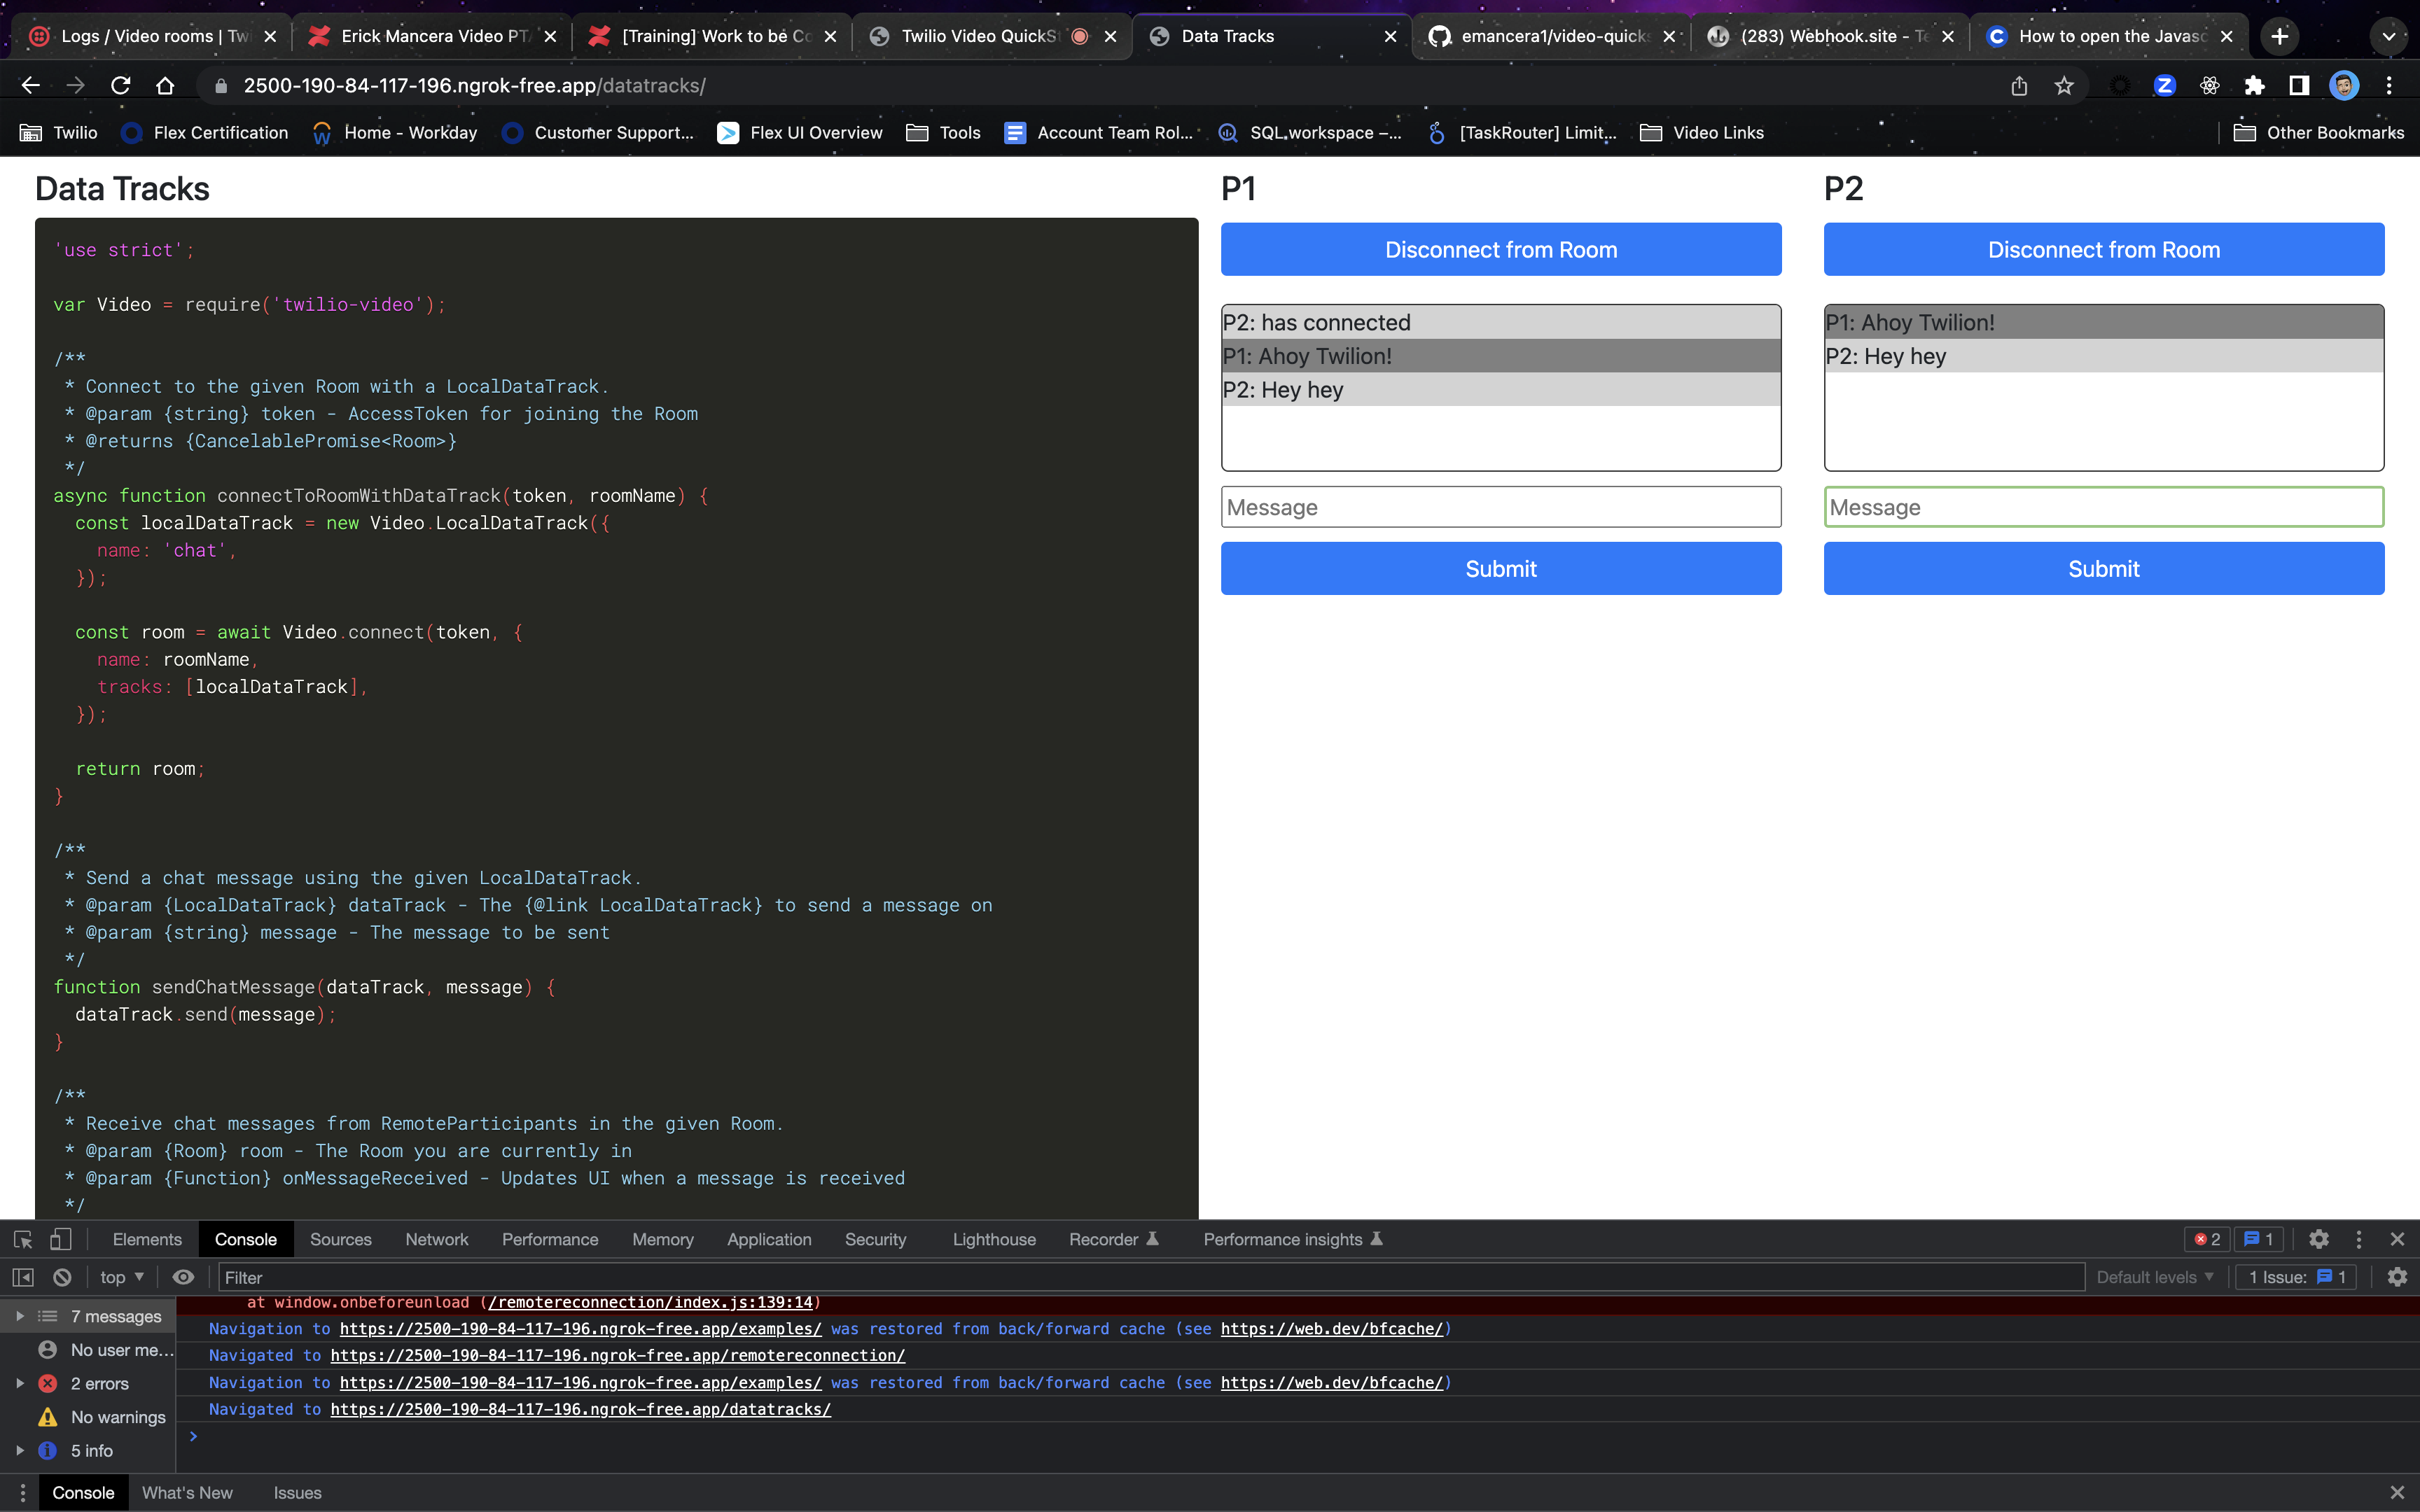 Logs / Video rooms | Tw
Erick Mancera Video PT
[Training] Work to be Co
Twilio Video QuickS
Data Tracks
emancera1/video-quicks
(283) Webhook.site - Te
How to open the Javasc
2500-190-84-117-196.ngrok-free.app/datatracks/
Twilio
Flex Certification
Home - Workday
Customer Support...
Flex UI Overview
Tools
Account Team Rol...
SQL workspace –...
[TaskRouter] Limit...
Video Links
Other Bookmarks
Data Tracks
'use strict';
var Video = require('twilio-video');
/**
* Connect to the given Room with a LocalDataTrack.
* @param {string} token - AccessToken for joining the Room
* @returns {CancelablePromise<Room>}
*/
async function connectToRoomWithDataTrack(token, roomName) {
const localDataTrack = new Video.LocalDataTrack({
name: 'chat',
});
const room = await Video.connect(token, {
name: roomName,
tracks: [localDataTrack],
});
return room;
}
/**
* Send a chat message using the given LocalDataTrack.
* @param {LocalDataTrack} dataTrack - The {@link LocalDataTrack} to send a message on
* @param {string} message - The message to be sent
*/
function sendChatMessage(dataTrack, message) {
dataTrack.send(message);
}
/**
* Receive chat messages from RemoteParticipants in the given Room.
* @param {Room} room - The Room you are currently in
* @param {Function} onMessageReceived - Updates UI when a message is received
*/
P1
Disconnect from Room
P2: has connected
P1: Ahoy Twilion!
P2: Hey hey
Message
Submit
P2
Disconnect from Room
P1: Ahoy Twilion!
P2: Hey hey
Message
Submit
Elements
Console
Sources
Network
Performance
Memory
Application
Security
Lighthouse
Recorder
Performance insights
2
1
top
Filter
Default levels
1 Issue: 1
7 messages
No user me...
2 errors
No warnings
5 info
at window.onbeforeunload (/remotereconnection/index.js:139:14)
Navigation to https://2500-190-84-117-196.ngrok-free.app/examples/ was restored from back/forward cache (see https://web.dev/bfcache/)
Navigated to https://2500-190-84-117-196.ngrok-free.app/remotereconnection/
Navigation to https://2500-190-84-117-196.ngrok-free.app/examples/ was restored from back/forward cache (see https://web.dev/bfcache/)
Navigated to https://2500-190-84-117-196.ngrok-free.app/datatracks/
>
Console
What's New
Issues